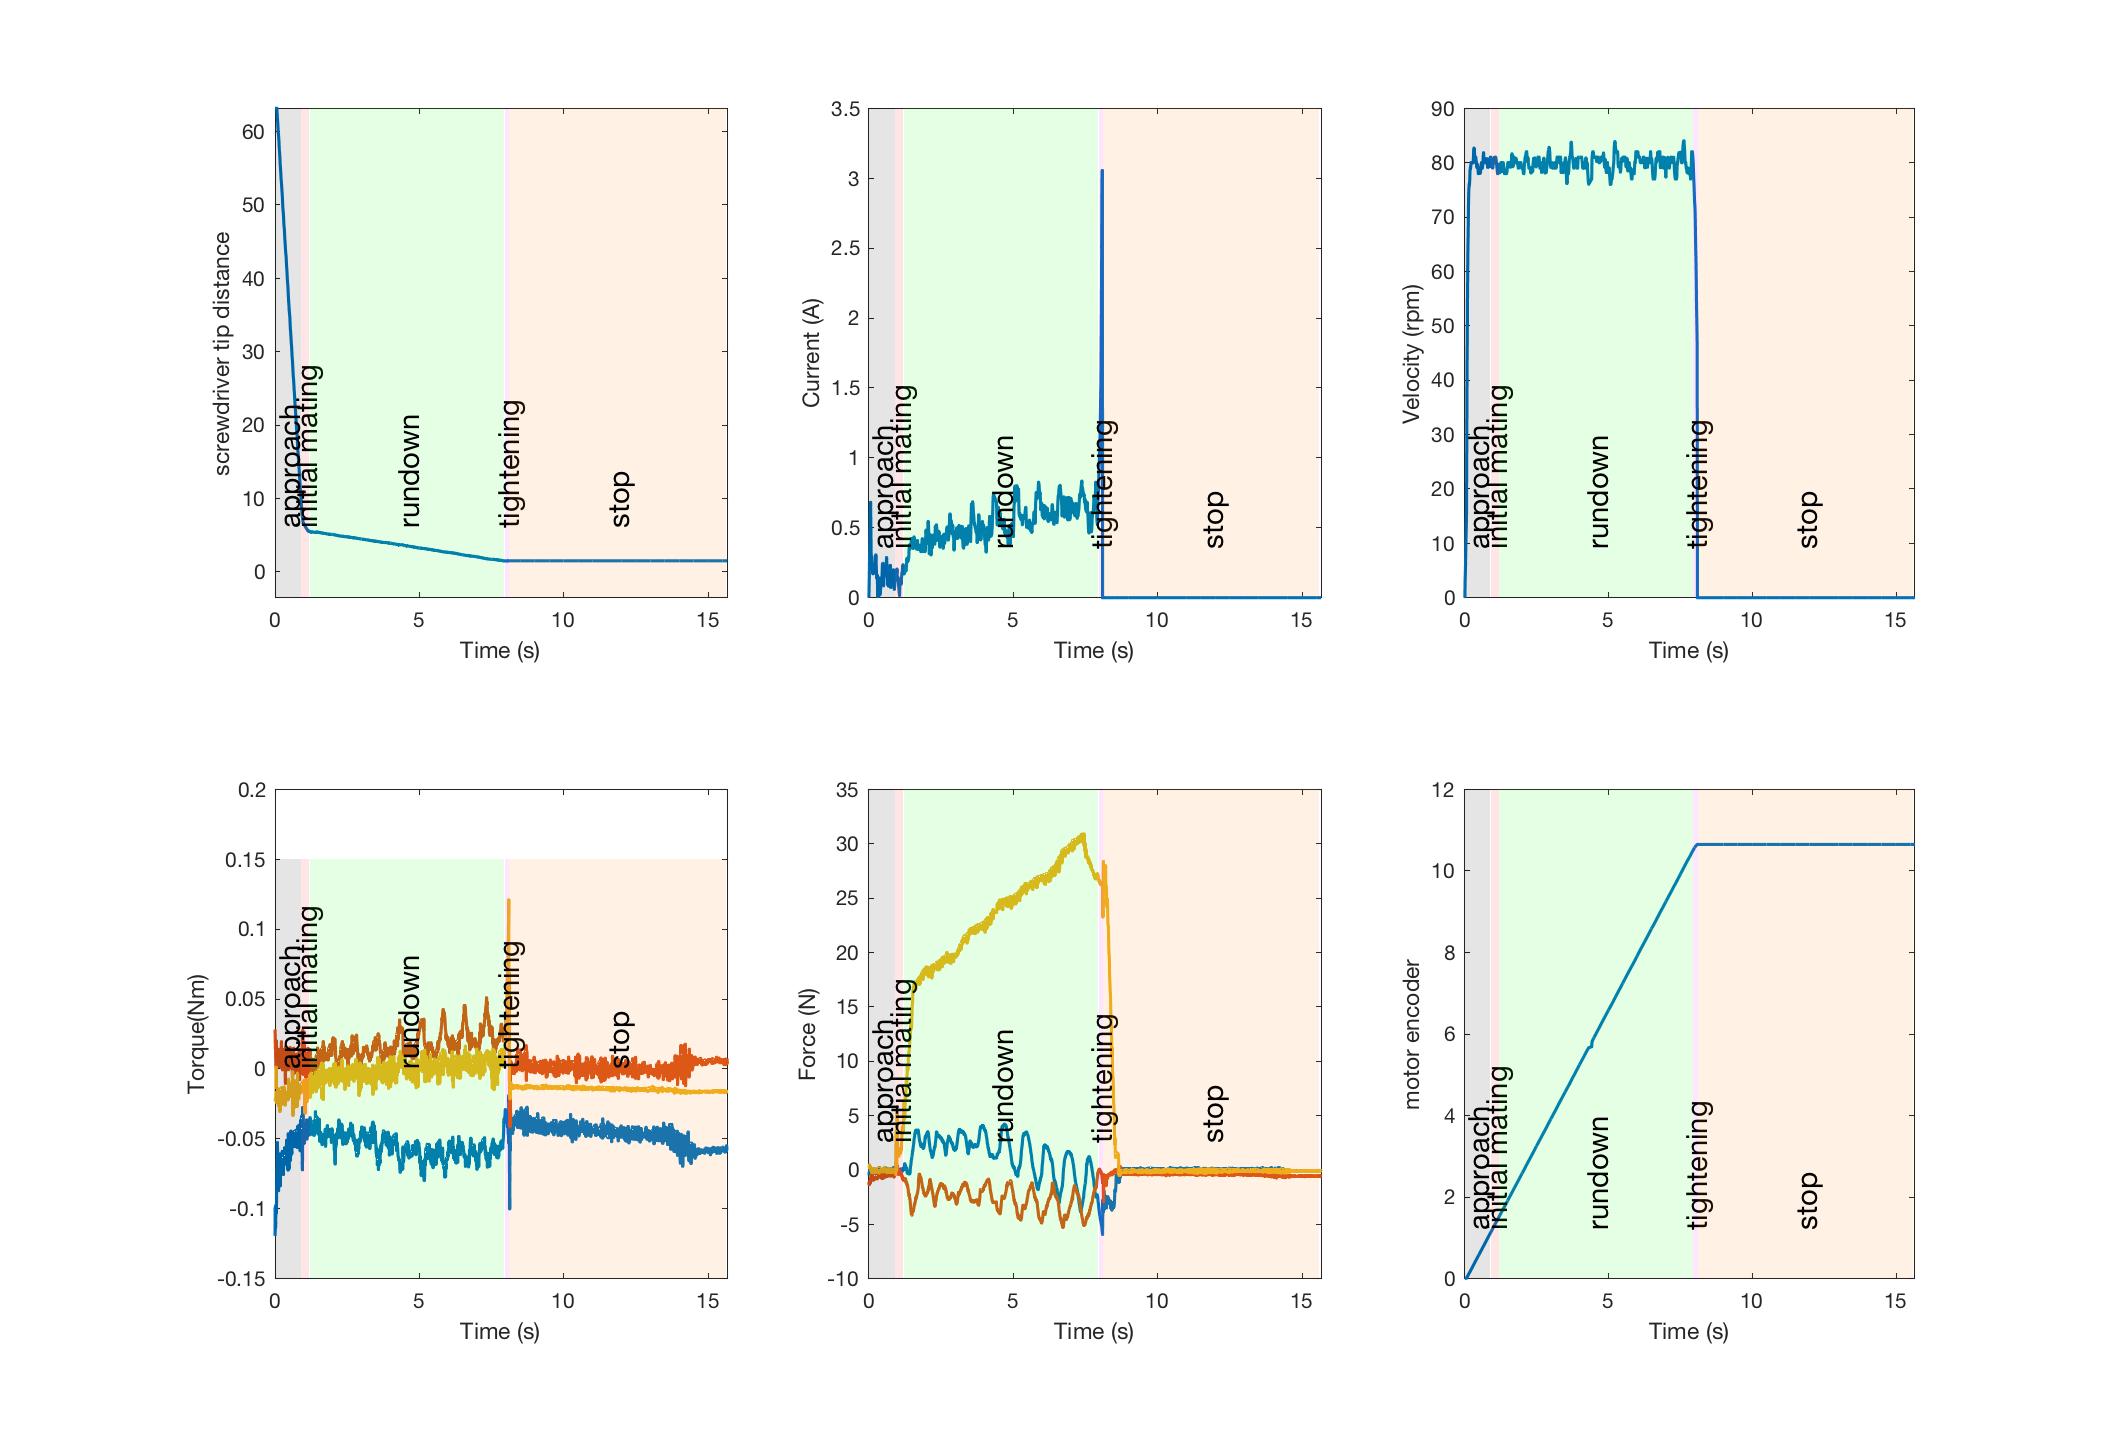 screwdriver tip distance
60
50
40
30
20
10
0
approach
initial mating
rundown
tightening
stop
0 5 10 15
Time (s)
Current (A)
3.5
3
2.5
2
1.5
1
0.5
0
approach
initial mating
rundown
tightening
stop
0 5 10 15
Time (s)
Velocity (rpm)
90
80
70
60
50
40
30
20
10
0
approach
initial mating
rundown
tightening
stop
0 5 10 15
Time (s)
Torque(Nm)
0.2
0.15
0.1
0.05
0
-0.05
-0.1
-0.15
approach
initial mating
rundown
tightening
stop
0 5 10 15
Time (s)
Force (N)
35
30
25
20
15
10
5
0
-5
-10
approach
initial mating
rundown
tightening
stop
0 5 10 15
Time (s)
motor encoder
12
10
8
6
4
2
0
approach
initial mating
rundown
tightening
stop
0 5 10 15
Time (s)